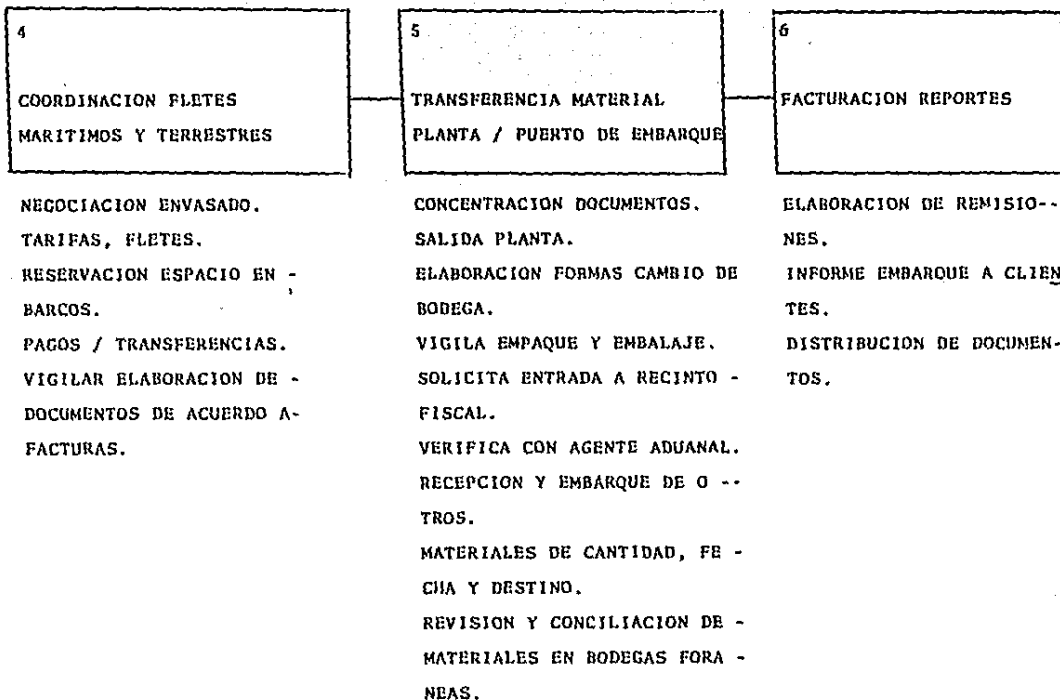 4
COORDINACION FLETES
MARITIMOS Y TERRESTRES
NEGOCIACION ENVASADO.
TARIFAS, FLETES.
RESERVACION ESPACIO EN -
BARCOS.
PAGOS / TRANSFERENCIAS.
VIGILAR ELABORACION DE -
DOCUMENTOS DE ACUERDO A-
FACTURAS.
5
TRANSFERENCIA MATERIAL
PLANTA / PUERTO DE EMBARQUE
CONCENTRACION DOCUMENTOS.
SALIDA PLANTA.
ELABORACION FORMAS CAMBIO DE
BODEGA.
VIGILA EMPAQUE Y EMBALAJE.
SOLICITA ENTRADA A RECINTO -
FISCAL.
VERIFICA CON AGENTE ADUANAL.
RECEPCION Y EMBARQUE DE O --
TROS.
MATERIALES DE CANTIDAD, FE -
CHA Y DESTINO.
REVISION Y CONCILIACION DE -
MATERIALES EN BODEGAS FORA -
NEAS.
6
FACTURACION REPORTES
ELABORACION DE REMISIO--
NES.
INFORME EMBARQUE A CLIEN
TES.
DISTRIBUCION DE DOCUMEN-
TOS.